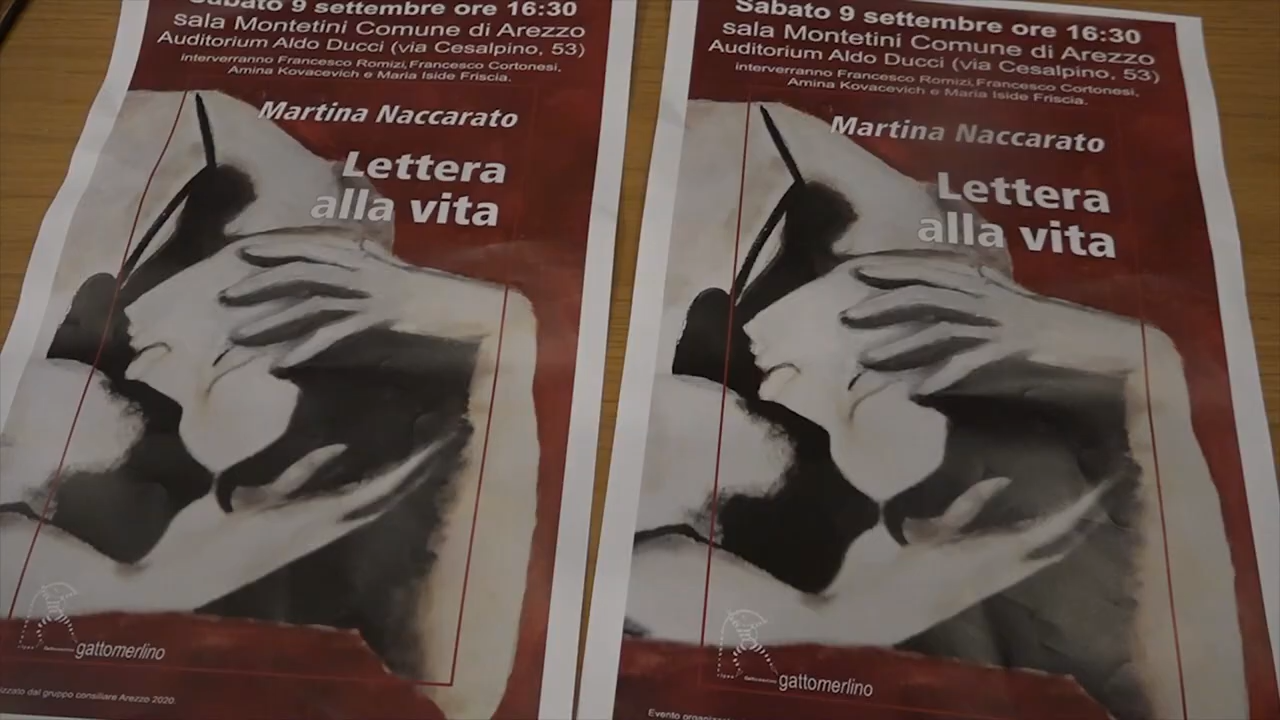 Sabato 9 settembre ore 16:30
sala Montetini Comune di Arezzo
Auditorium Aldo Ducci (via Cesalpino, 53)
interverranno Francesco Romizi, Francesco Cortonesi,
Amina Kovacevich e Maria Iside Friscia.
Martina Naccarato
Lettera
alla vita
gattomerlino
izzato dal gruppo consiliare Arezzo 2020.
Sabato 9 settembre ore 16:30
sala Montetini Comune di Arezzo
Auditorium Aldo Ducci (via Cesalpino, 53)
interverranno Francesco Romizi, Francesco Cortonesi,
Amina Kovacevich e Maria Iside Friscia.
Martina Naccarato
Lettera
alla vita
Gattomerlino
gattomerlino
Evento organiz